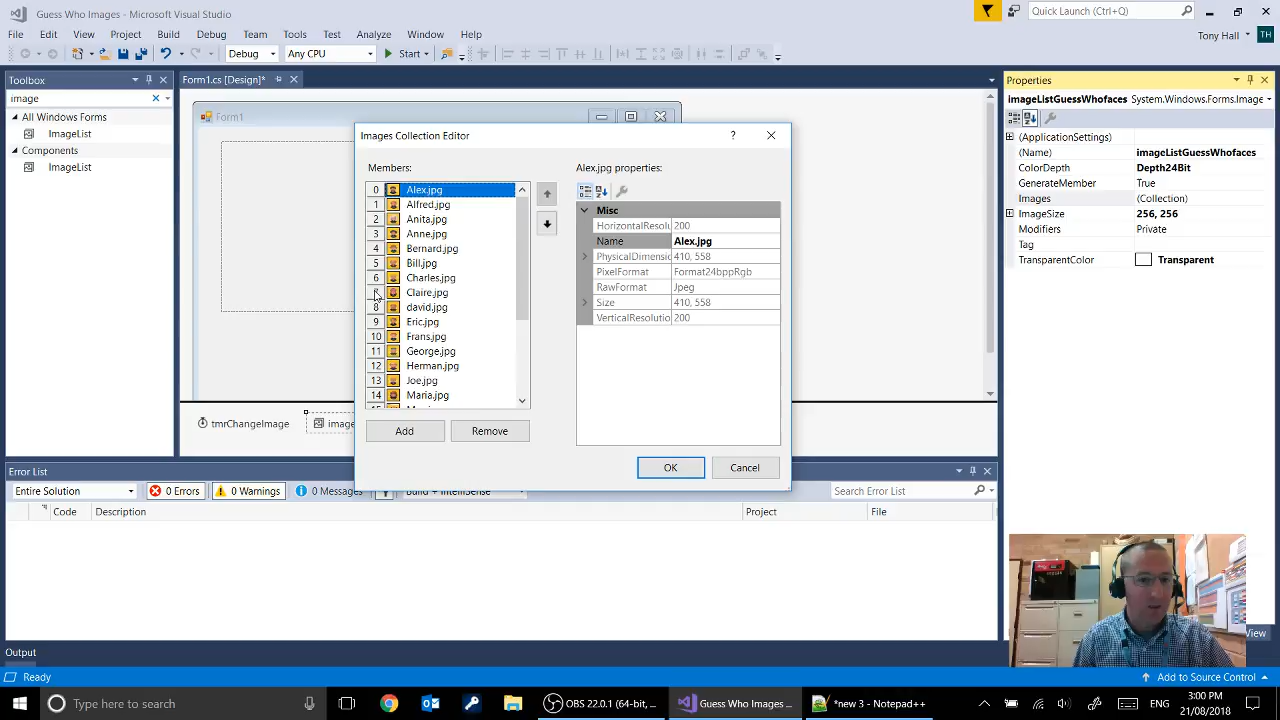 Guess Who Images - Microsoft Visual Studio
Quick Launch (Ctrl+Q)
File Edit View Project Build Debug Team Tools Test Analyze Window Help
Tony Hall TH
Debug Any CPU Start
Toolbox
image
All Windows Forms
ImageList
Components
ImageList
Form1.cs [Design]*
Form1
tmrChangeImage
Images Collection Editor
?
Members:
0 Alex.jpg
1 Alfred.jpg
2 Anita.jpg
3 Anne.jpg
4 Bernard.jpg
5 Bill.jpg
6 Charles.jpg
Claire.jpg
8 david.jpg
9 Eric.jpg
10 Frans.jpg
11 George.jpg
12 Herman.jpg
13 Joe.jpg
14 Maria.jpg
Add Remove
Alex.jpg properties:
Misc
HorizontalResolu 200
Name Alex.jpg
PhysicalDimensio 410, 558
PixelFormat Format24bppRgb
RawFormat Jpeg
Size 410, 558
VerticalResolutio 200
OK Cancel
Properties
imageListGuessWhofaces System.Windows.Forms.Image
(ApplicationSettings)
(Name) imageListGuessWhofaces
ColorDepth Depth24Bit
GenerateMember True
Images (Collection)
ImageSize 256, 256
Modifiers Private
Tag
TransparentColor Transparent
Error List
Entire Solution 0 Errors 0 Warnings 0 Messages Build + IntelliSense Search Error List
Code Description Project File
View
Output
Ready
Add to Source Control
Type here to search
OBS 22.0.1 (64-bit, ...
Guess Who Images ...
*new 3 - Notepad++
ENG
3:00 PM
21/08/2018